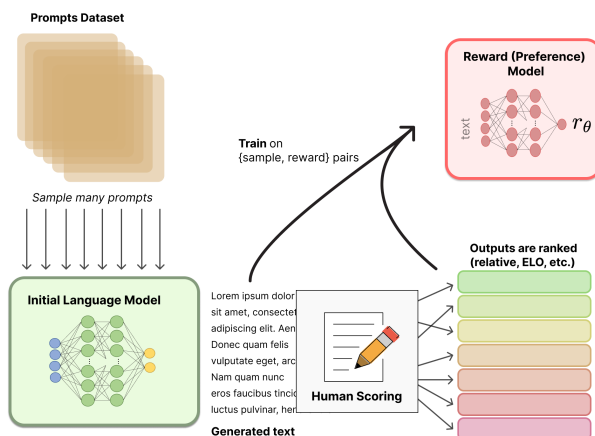 Prompts Dataset
Sample many prompts
Initial Language Model
Train on
{sample, reward} pairs
Reward (Preference)
Model
text
rθ
Outputs are ranked
(relative, ELO, etc.)
Lorem ipsum dolor
sit amet, consectet
adipiscing elit. Aen
Donec quam felis
vulputate eget, arc
Nam quam nunc
eros faucibus tincid
luctus pulvinar, her
Generated text
Human Scoring